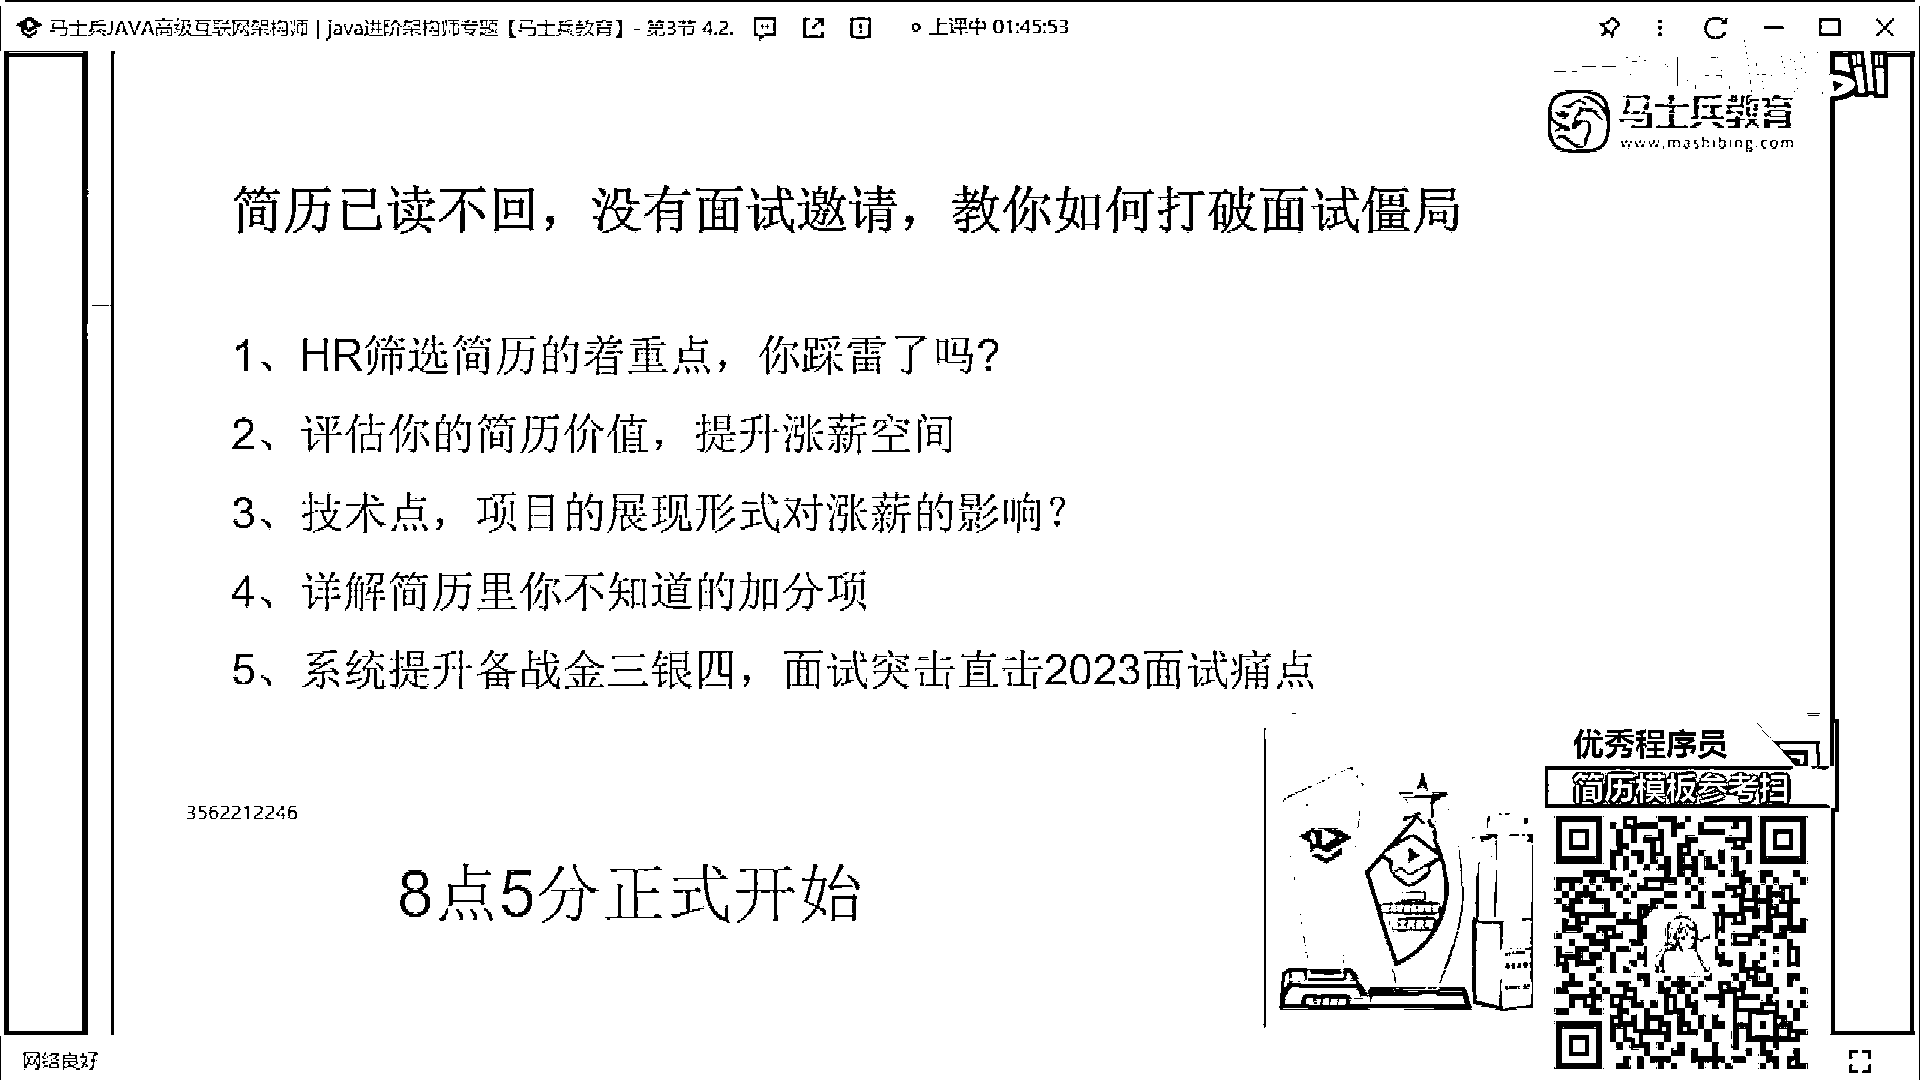 马士兵JAVA高级互联网架构师 | java进阶架构师专题【马士兵教育】- 第3节 4.2. 上课中 01:45:53
马士兵教育
www.mashibing.com
简历已读不回，没有面试邀请，教你如何打破面试僵局
1、HR筛选简历的着重点，你踩雷了吗?
2、评估你的简历价值，提升涨薪空间
3、技术点，项目的展现形式对涨薪的影响?
4、详解简历里你不知道的加分项
5、系统提升备战金三银四，面试突击直击2023面试痛点
优秀程序员
简历模板参考扫
3562212246
8点5分正式开始
网络良好